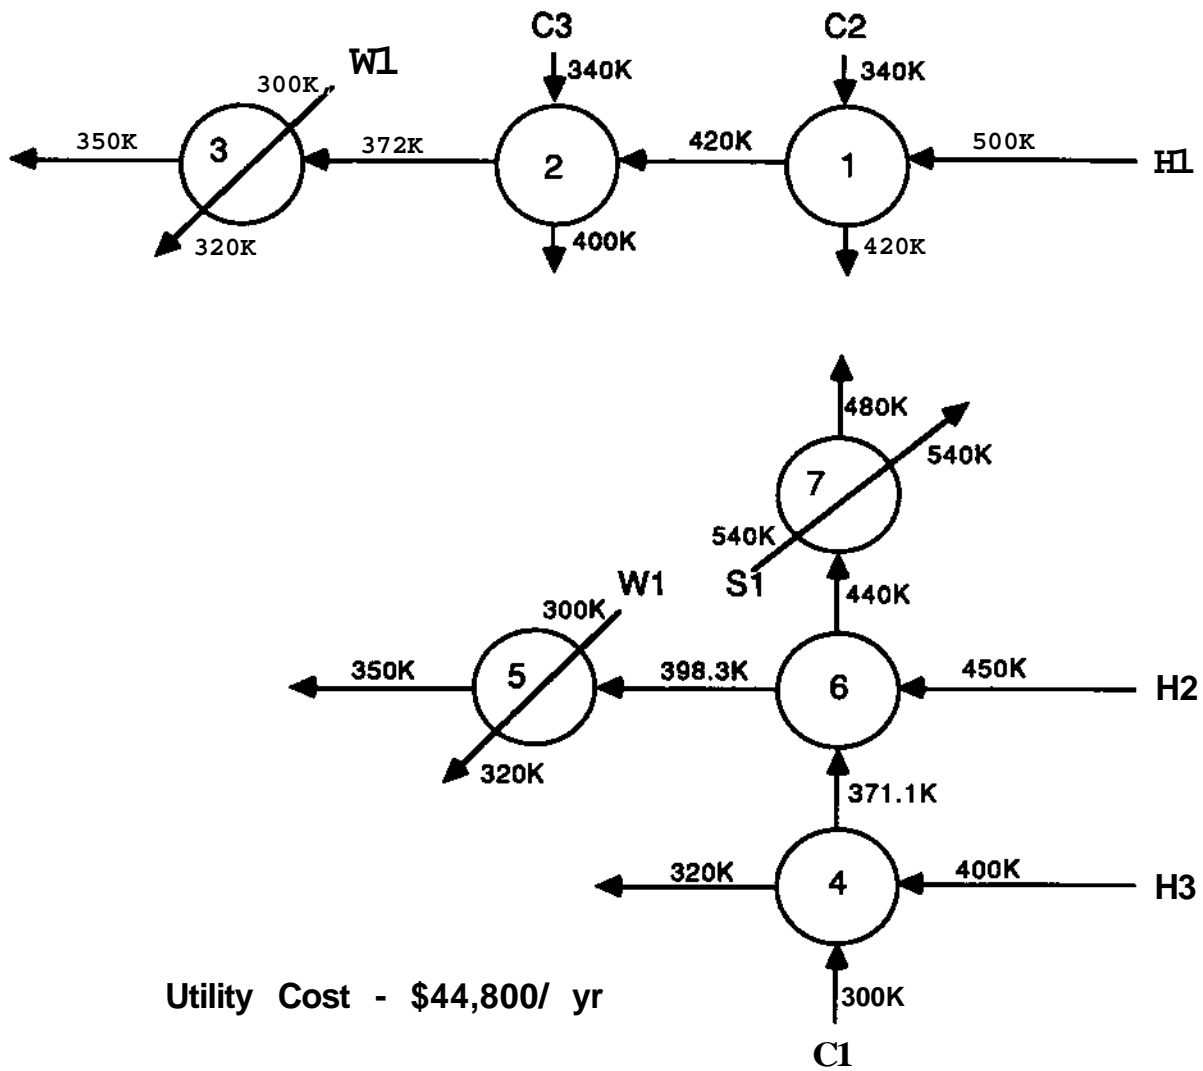 C3
C2
W1
300K
340K
340K
350K
3
372K
2
420K
1
500K
H1
320K
400K
420K
480K
540K
7
540K
S1
W1
440K
300K
350K
5
398.3K
6
450K
H2
320K
371.1K
320K
4
400K
H3
Utility Cost - $44,800/ yr
300K
C1